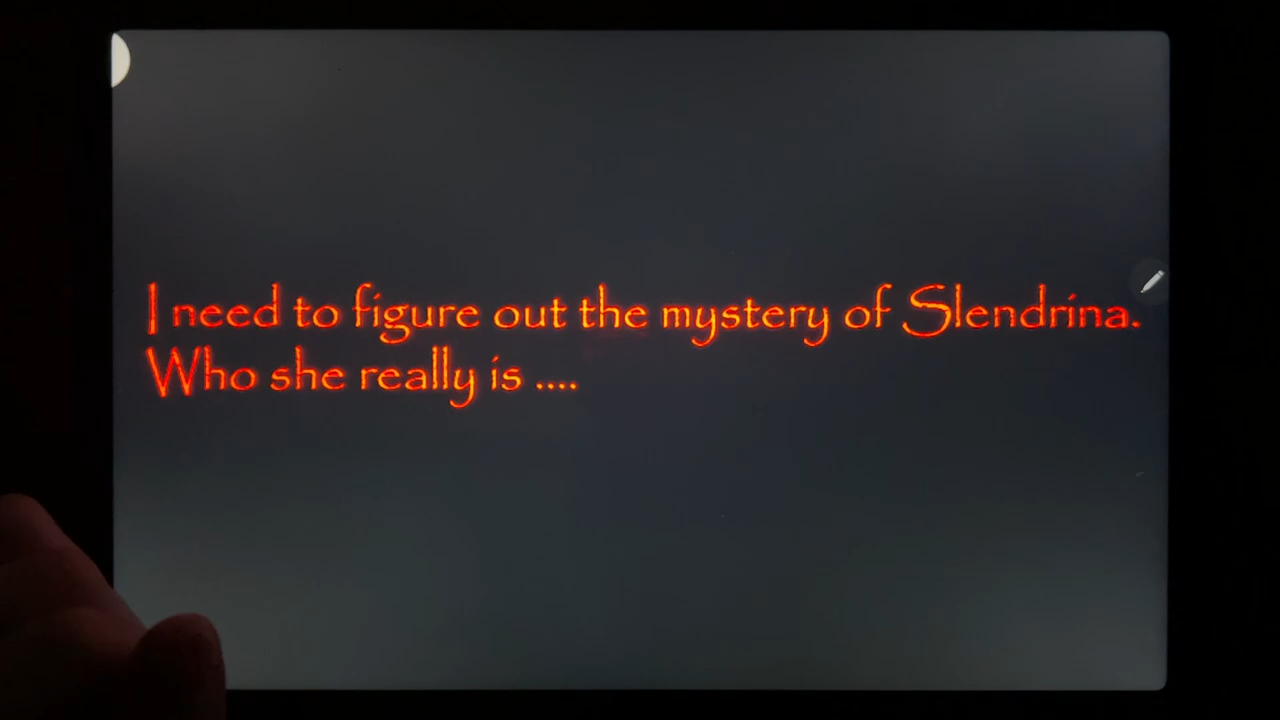 I need to figure out the mystery of Slendrina.
Who she really is ....